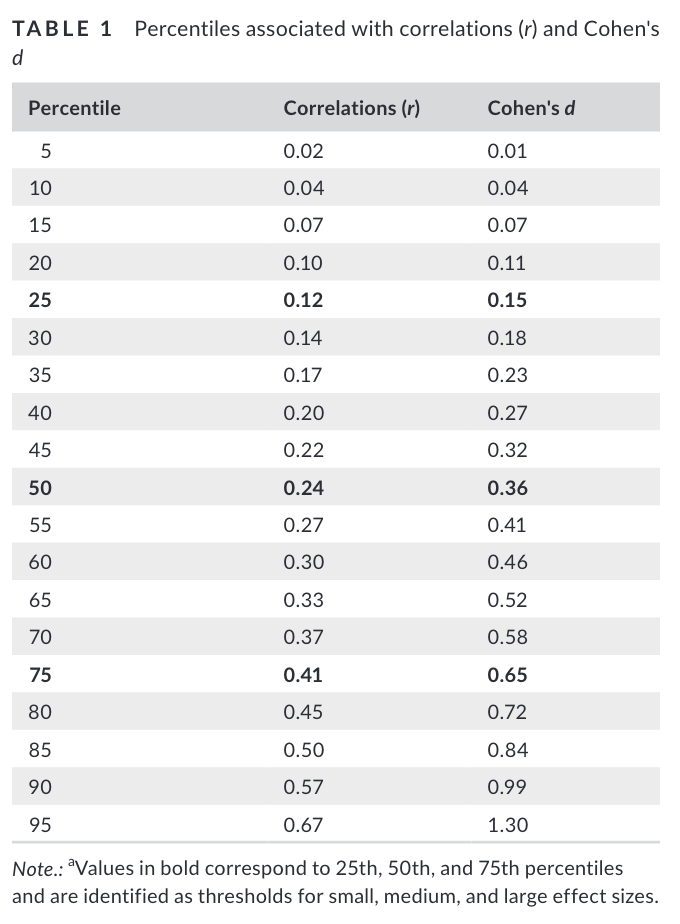 TABLE 1 Percentiles associated with correlations (r) and Cohen's
d
Percentile Correlations (r) Cohen's d
5 0.02 0.01
10 0.04 0.04
15 0.07 0.07
20 0.10 0.11
25 0.12 0.15
30 0.14 0.18
35 0.17 0.23
40 0.20 0.27
45 0.22 0.32
50 0.24 0.36
55 0.27 0.41
60 0.30 0.46
65 0.33 0.52
70 0.37 0.58
75 0.41 0.65
80 0.45 0.72
85 0.50 0.84
90 0.57 0.99
95 0.67 1.30
Note.: ᵃValues in bold correspond to 25th, 50th, and 75th percentiles
and are identified as thresholds for small, medium, and large effect sizes.